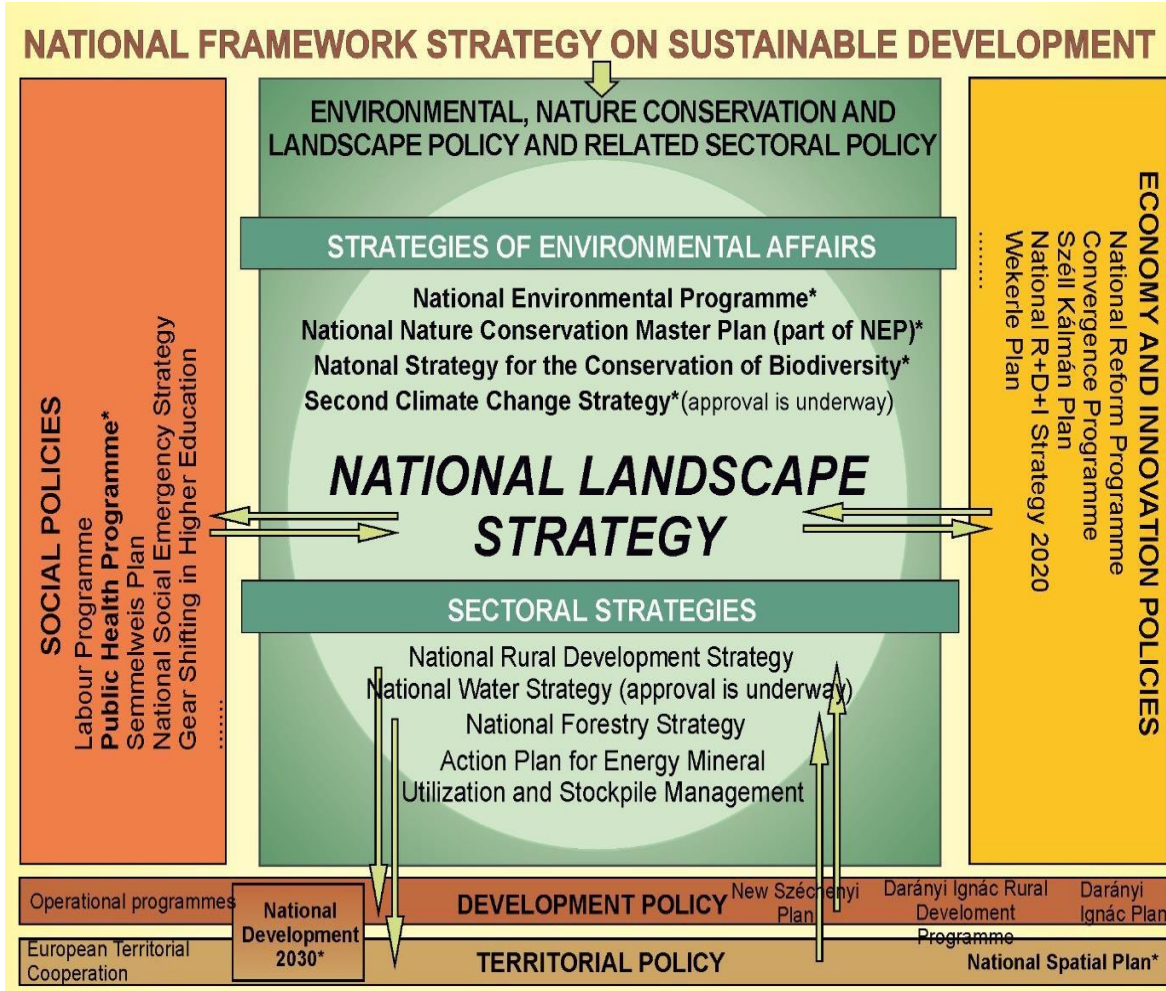 NATIONAL FRAMEWORK STRATEGY ON SUSTAINABLE DEVELOPMENT
ENVIRONMENTAL, NATURE CONSERVATION AND
LANDSCAPE POLICY AND RELATED SECTORAL POLICY
STRATEGIES OF ENVIRONMENTAL AFFAIRS
National Environmental Programme*
National Nature Conservation Master Plan (part of NEP)*
Natonal Strategy for the Conservation of Biodiversity*
Second Climate Change Strategy* (approval is underway)
NATIONAL LANDSCAPE
STRATEGY
SECTORAL STRATEGIES
National Rural Development Strategy
National Water Strategy (approval is underway)
National Forestry Strategy
Action Plan for Energy Mineral
Utilization and Stockpile Management
SOCIAL POLICIES
Labour Programme
Public Health Programme*
Semmelweis Plan
National Social Emergency Strategy
Gear Shifting in Higher Education
........
ECONOMY AND INNOVATION POLICIES
National Reform Programme
Convergence Programme
Széll Kálmán Plan
National R+D+I Strategy 2020
Wekerle Plan
........
Operational programmes
National
Development
2030*
DEVELOPMENT POLICY
New Széchenyi
Plan
Darányi Ignác Rural
Develoment
Programme
Darányi
Ignác Plan
European Territorial
Cooperation
TERRITORIAL POLICY
National Spatial Plan*